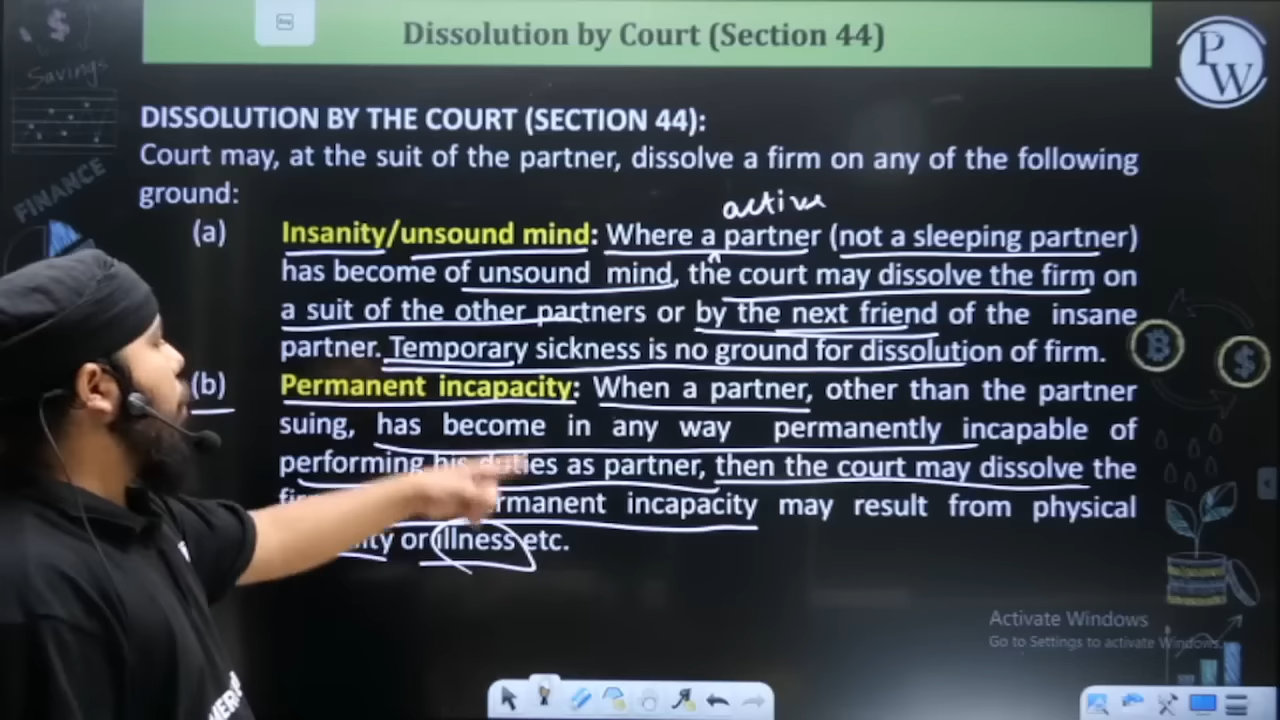 Dissolution by Court (Section 44)
PW
Savings
FINANCE
DISSOLUTION BY THE COURT (SECTION 44):
Court may, at the suit of the partner, dissolve a firm on any of the following
ground:
active
(a) Insanity/unsound mind: Where a partner (not a sleeping partner)
has become of unsound mind, the court may dissolve the firm on
a suit of the other partners or by the next friend of the insane
partner. Temporary sickness is no ground for dissolution of firm.
(b) Permanent incapacity: When a partner, other than the partner
suing, has become in any way permanently incapable of
performing his duties as partner, then the court may dissolve the
incapacity may result from physical
or illness etc.
Activate Windows
Go to Settings to activate Windows.